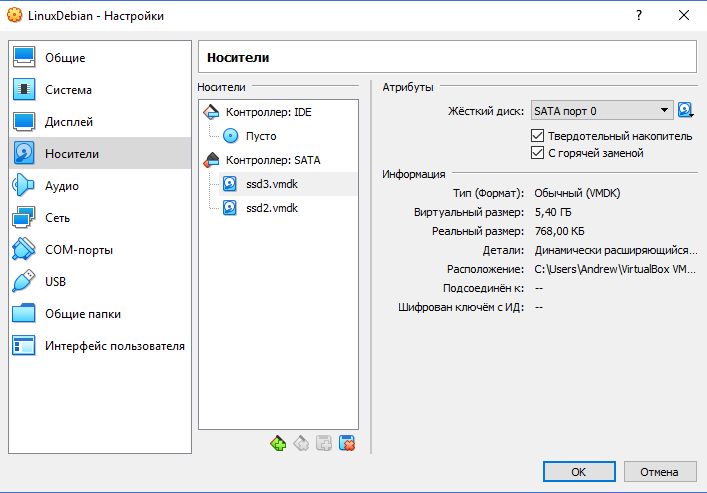 LinuxDebian - Настройки
?
Общие
Система
Дисплей
Носители
Аудио
Сеть
COM-порты
USB
Общие папки
Интерфейс пользователя
Носители
Носители
Контроллер: IDE
Пусто
Контроллер: SATA
ssd3.vmdk
ssd2.vmdk
Атрибуты
Жёсткий диск: SATA порт 0
Твердотельный накопитель
С горячей заменой
Информация
Тип (Формат): Обычный (VMDK)
Виртуальный размер: 5,40 ГБ
Реальный размер: 768,00 КБ
Детали: Динамически расширяющийся...
Расположение: C:\Users\Andrew\VirtualBox VM...
Подсоединён к: --
Шифрован ключём с ИД: --
OK
Отмена